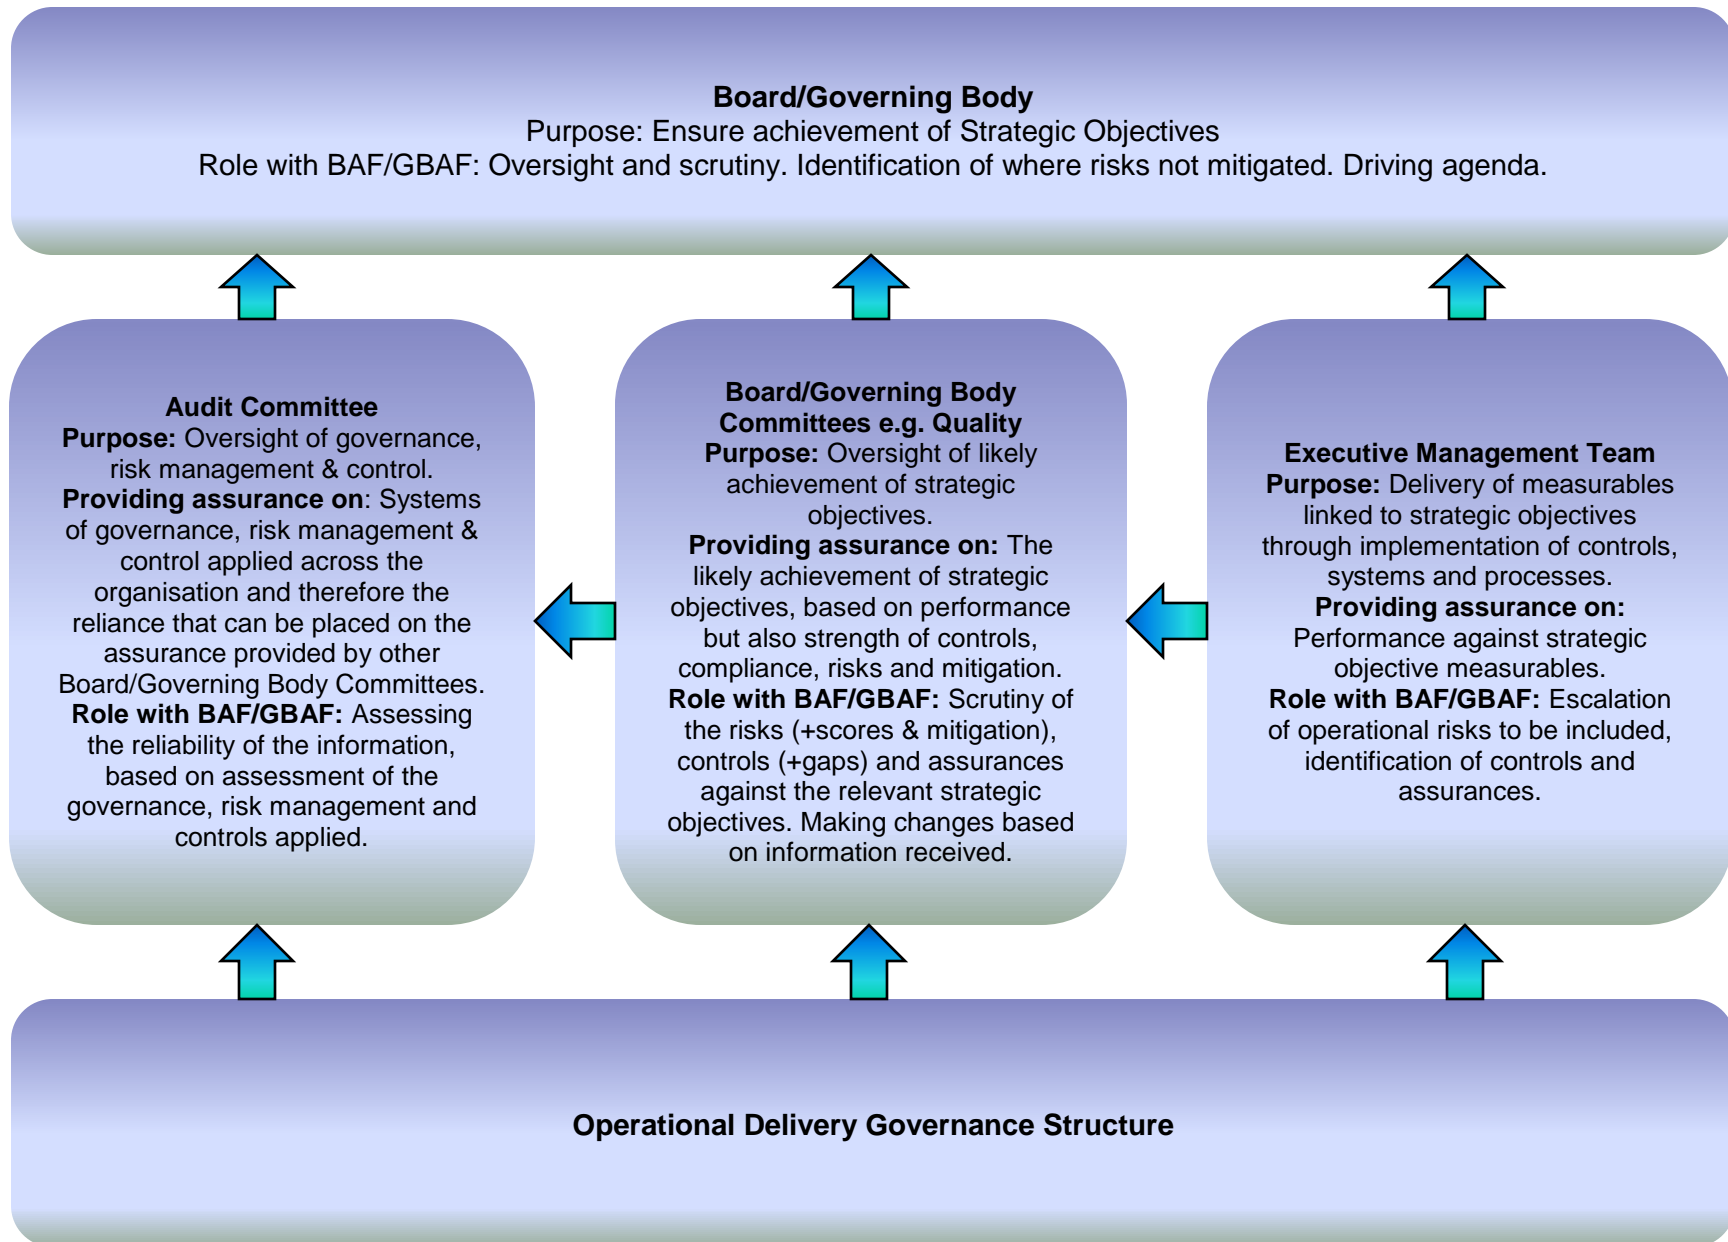 Board/Governing Body
Purpose: Ensure achievement of Strategic Objectives
Role with BAF/GBAF: Oversight and scrutiny. Identification of where risks not mitigated. Driving agenda.
Audit Committee
Purpose: Oversight of governance,
risk management & control.
Providing assurance on: Systems
of governance, risk management &
control applied across the
organisation and therefore the
reliance that can be placed on the
assurance provided by other
Board/Governing Body Committees.
Role with BAF/GBAF: Assessing
the reliability of the information,
based on assessment of the
governance, risk management and
controls applied.
Board/Governing Body
Committees e.g. Quality
Purpose: Oversight of likely
achievement of strategic
objectives.
Providing assurance on: The
likely achievement of strategic
objectives, based on performance
but also strength of controls,
compliance, risks and mitigation.
Role with BAF/GBAF: Scrutiny of
the risks (+scores & mitigation),
controls (+gaps) and assurances
against the relevant strategic
objectives. Making changes based
on information received.
Executive Management Team
Purpose: Delivery of measurables
linked to strategic objectives
through implementation of controls,
systems and processes.
Providing assurance on:
Performance against strategic
objective measurables.
Role with BAF/GBAF: Escalation
of operational risks to be included,
identification of controls and
assurances.
Operational Delivery Governance Structure